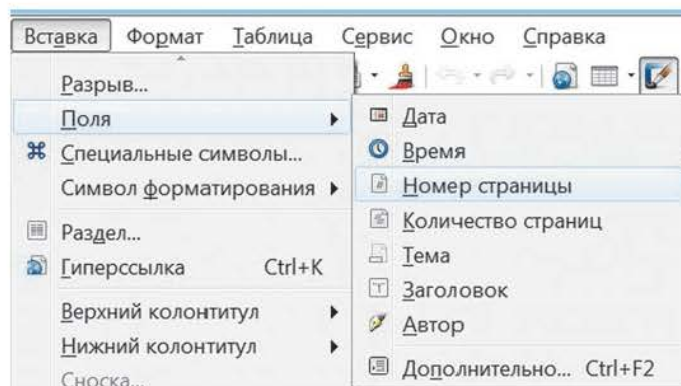 Вставка Формат Таблица Сервис Окно Справка
Разрыв...
Поля
Специальные символы...
Символ форматирования
Раздел...
Гиперссылка Ctrl+K
Верхний колонтитул
Нижний колонтитул
Сноска...
Дата
Время
Номер страницы
Количество страниц
Тема
Заголовок
Автор
Дополнительно... Ctrl+F2